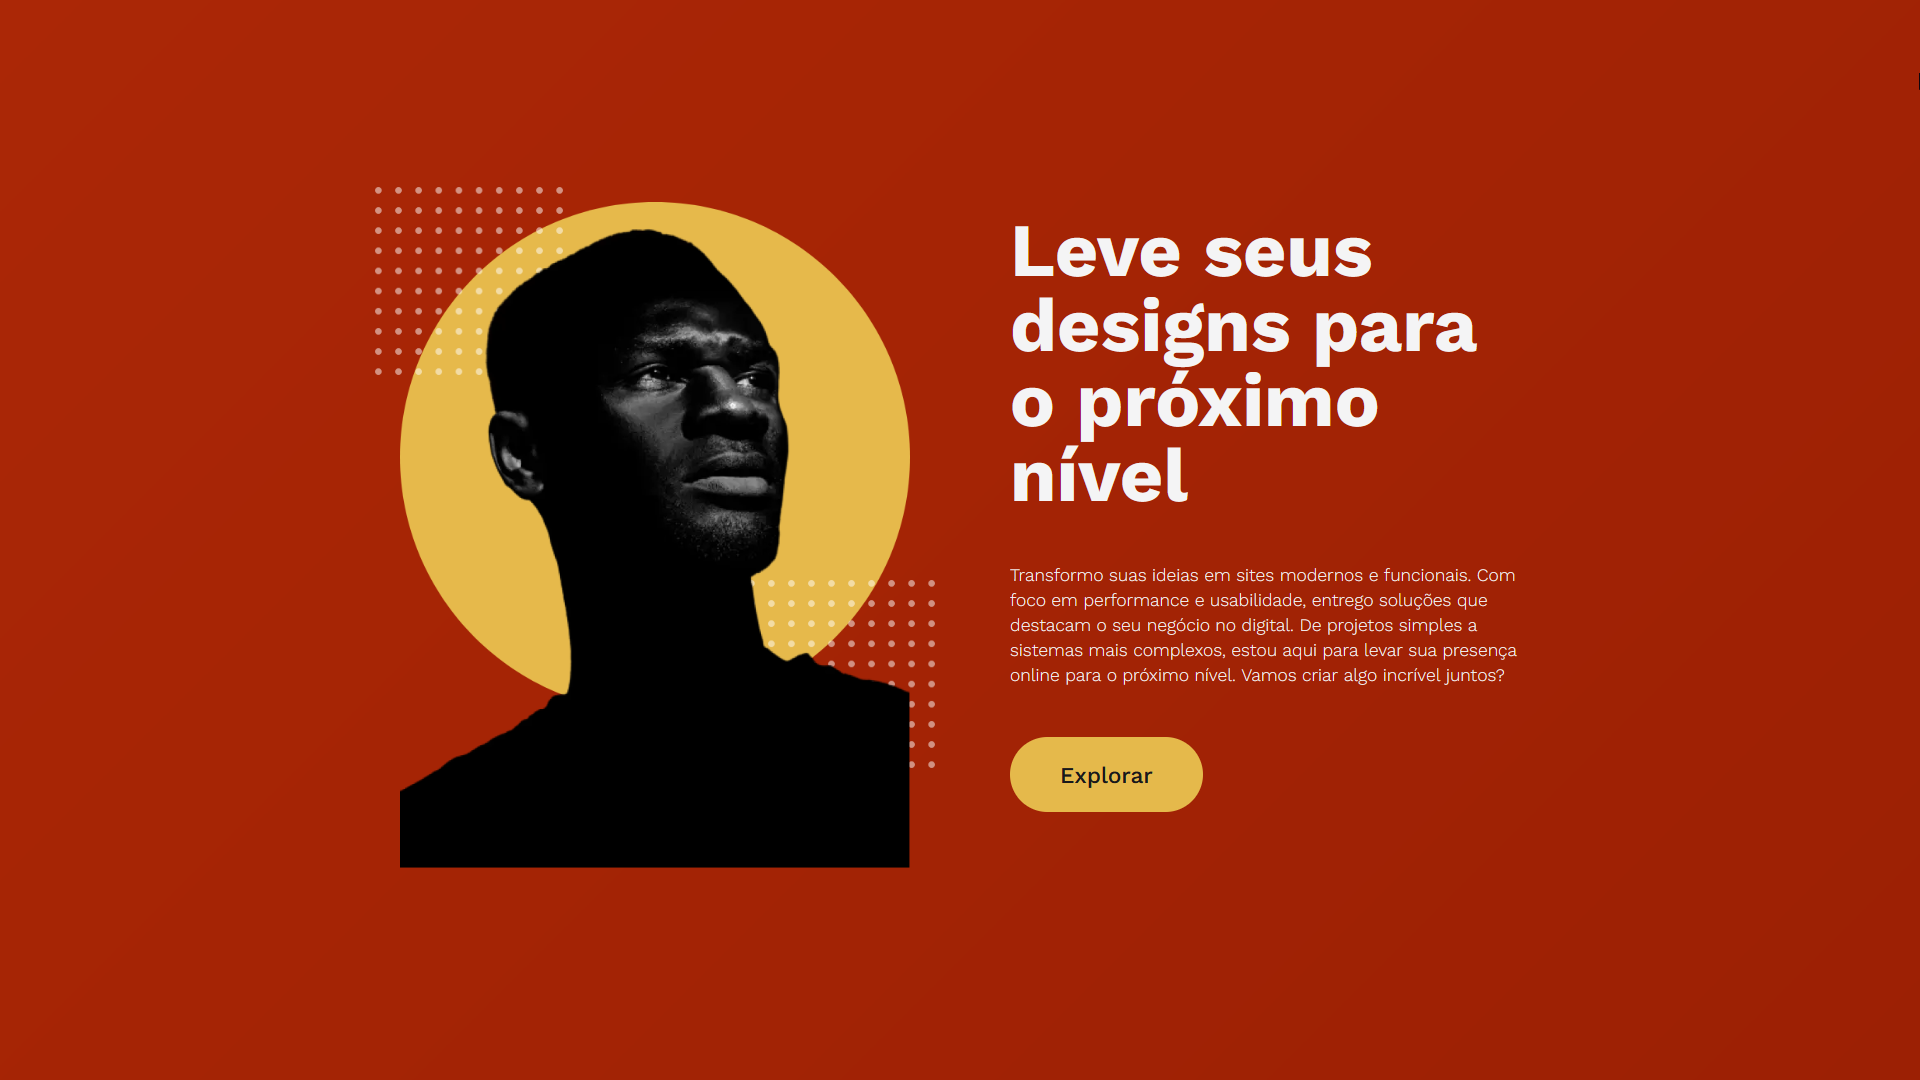 Leve seus
designs para
o próximo
nível
Transformo suas ideias em sites modernos e funcionais. Com
foco em performance e usabilidade, entrego soluções que
destacam o seu negócio no digital. De projetos simples a
sistemas mais complexos, estou aqui para levar sua presença
online para o próximo nível. Vamos criar algo incrível juntos?
Explorar